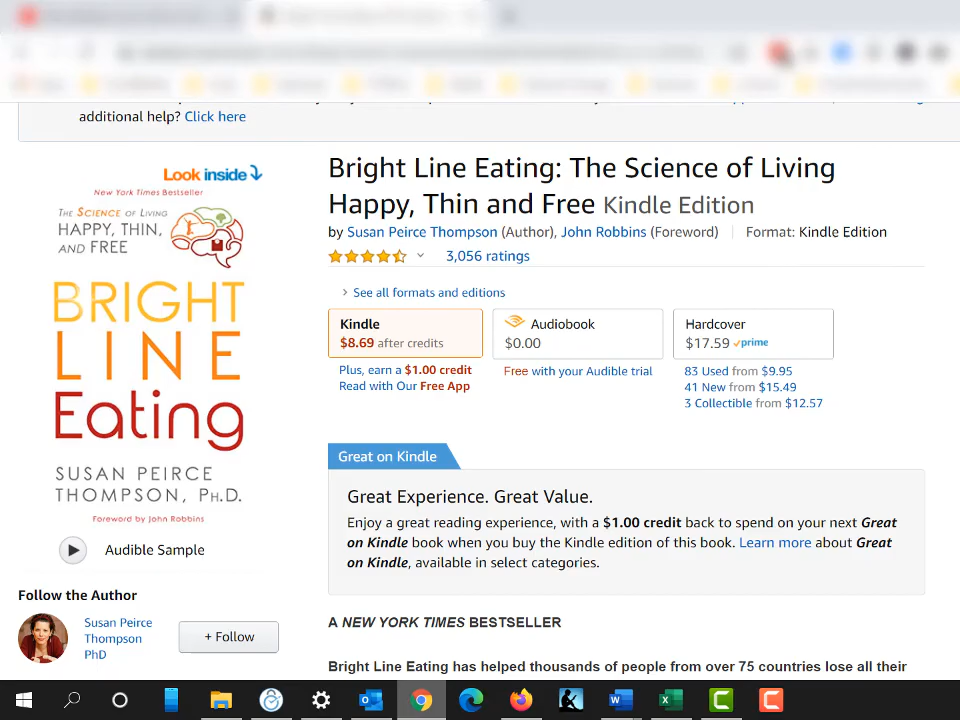 additional help? Click here
Look inside
New York Times Bestseller
THE SCIENCE OF LIVING
HAPPY, THIN,
AND FREE
BRIGHT
LINE
Eating
SUSAN PEIRCE
THOMPSON, PH.D.
Foreword by John Robbins
Audible Sample
Follow the Author
Susan Peirce
Thompson
PhD
+ Follow
Bright Line Eating: The Science of Living
Happy, Thin and Free Kindle Edition
by Susan Peirce Thompson (Author), John Robbins (Foreword) Format: Kindle Edition
3,056 ratings
See all formats and editions
Kindle
$8.69 after credits
Plus, earn a $1.00 credit
Read with Our Free App
Audiobook
$0.00
Free with your Audible trial
Hardcover
$17.59 prime
83 Used from $9.95
41 New from $15.49
3 Collectible from $12.57
Great on Kindle
Great Experience. Great Value.
Enjoy a great reading experience, with a $1.00 credit back to spend on your next Great
on Kindle book when you buy the Kindle edition of this book. Learn more about Great
on Kindle, available in select categories.
A NEW YORK TIMES BESTSELLER
Bright Line Eating has helped thousands of people from over 75 countries lose all their